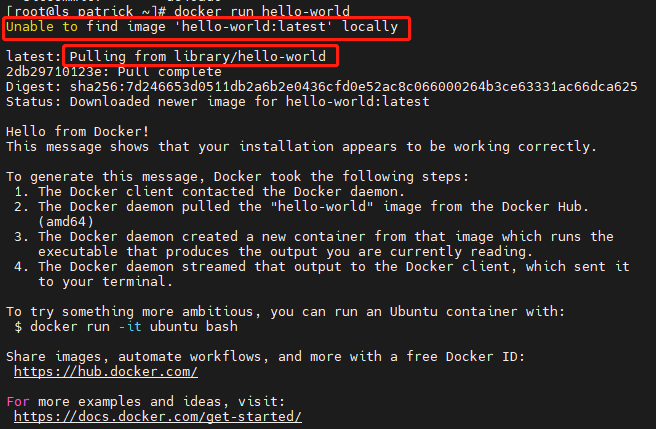 [root@ls_patrick ~]# docker run hello-world
Unable to find image 'hello-world:latest' locally
latest: Pulling from library/hello-world
2db29710123e: Pull complete
Digest: sha256:7d246653d0511db2a6b2e0436cfd0e52ac8c066000264b3ce63331ac66dca625
Status: Downloaded newer image for hello-world:latest
Hello from Docker!
This message shows that your installation appears to be working correctly.
To generate this message, Docker took the following steps:
1. The Docker client contacted the Docker daemon.
2. The Docker daemon pulled the "hello-world" image from the Docker Hub.
(amd64)
3. The Docker daemon created a new container from that image which runs the
executable that produces the output you are currently reading.
4. The Docker daemon streamed that output to the Docker client, which sent it
to your terminal.
To try something more ambitious, you can run an Ubuntu container with:
$ docker run -it ubuntu bash
Share images, automate workflows, and more with a free Docker ID:
https://hub.docker.com/
For more examples and ideas, visit:
https://docs.docker.com/get-started/